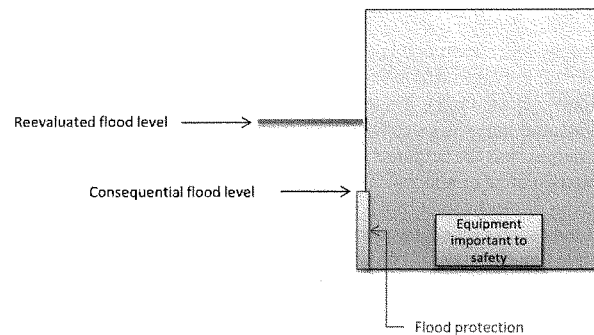 Reevaluated flood level
Consequential flood level
Equipment
important to
safety
Flood protection